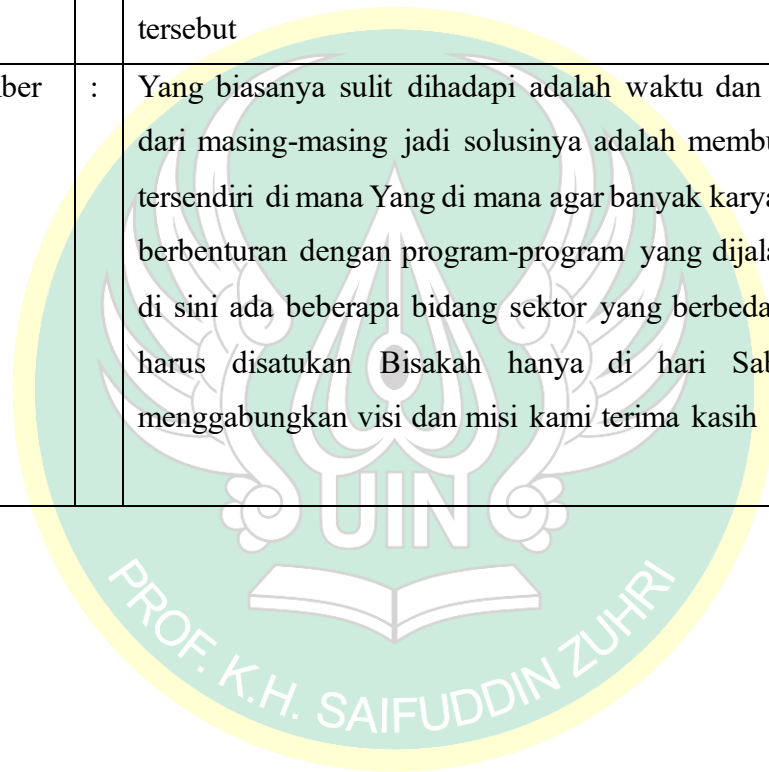 tersebut
ber : Yang biasanya sulit dihadapi adalah waktu dan
dari masing-masing jadi solusinya adalah membu
tersendiri di mana Yang di mana agar banyak karya
berbenturan dengan program-program yang dijala
di sini ada beberapa bidang sektor yang berbeda
harus disatukan Bisakah hanya di hari Sab
menggabungkan visi dan misi kami terima kasih
UIN
PROF. K.H. SAIFUDDIN ZUHRI